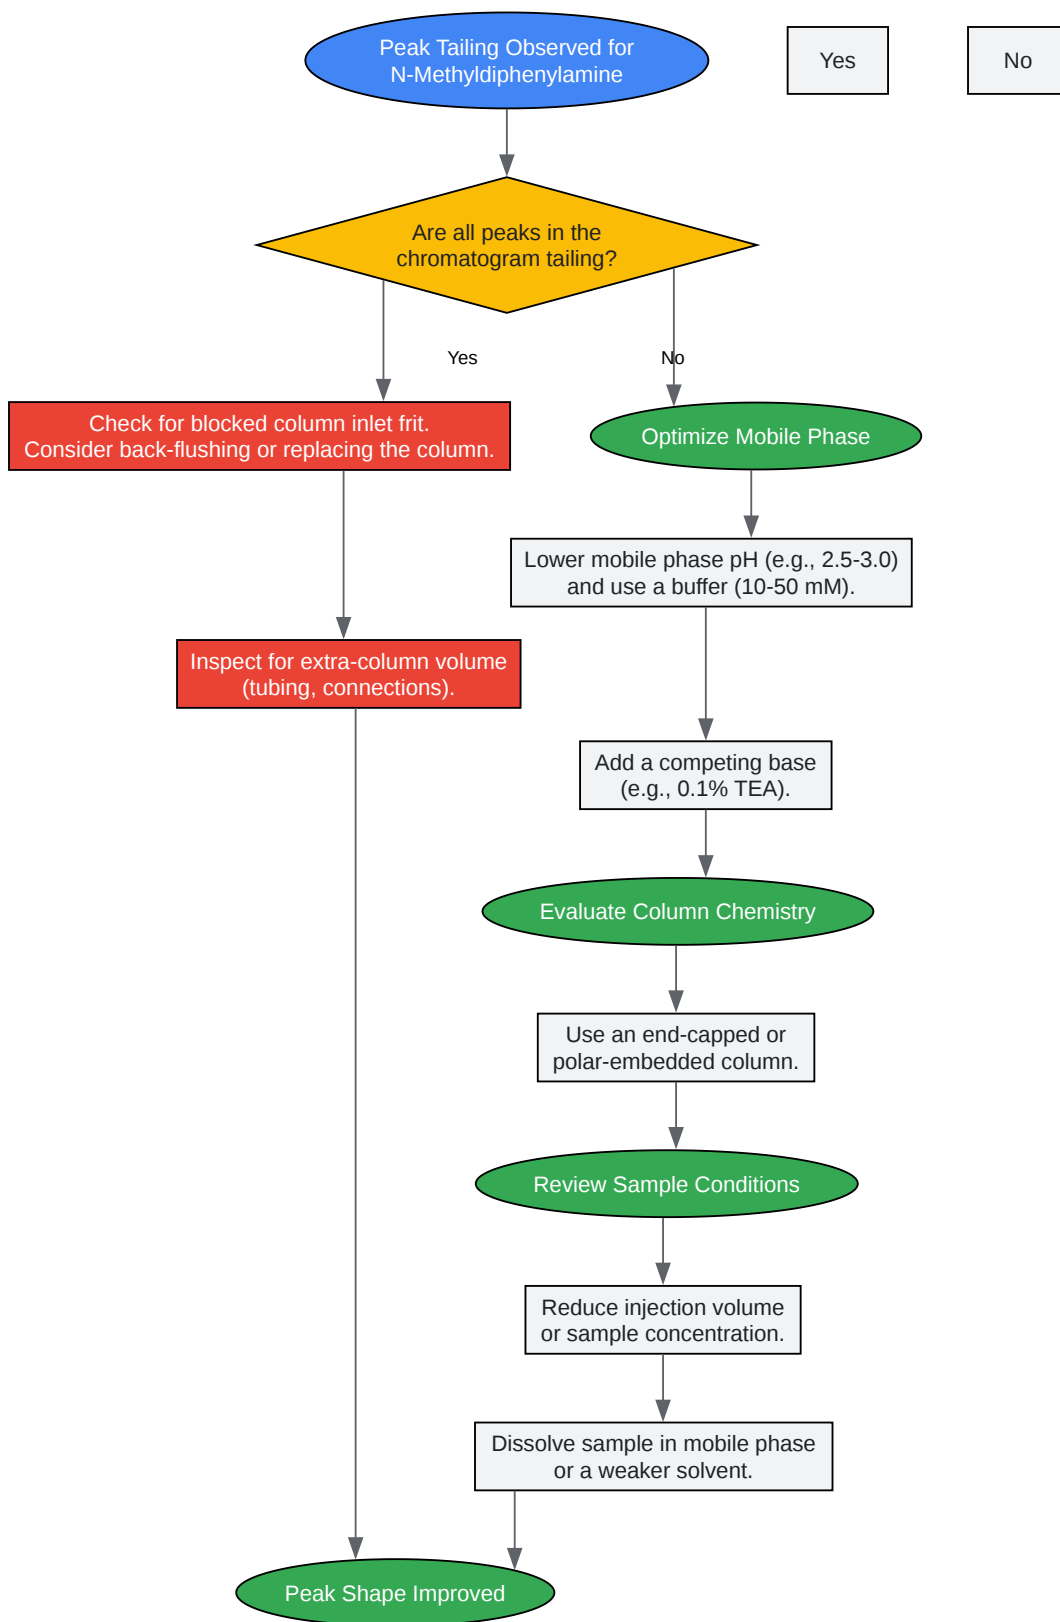 Peak Tailing Observed for
N-Methyldiphenylamine
Yes
No
Are all peaks in the
chromatogram tailing?
Yes
No
Check for blocked column inlet frit.
Consider back-flushing or replacing the column.
Optimize Mobile Phase
Lower mobile phase pH (e.g., 2.5-3.0)
and use a buffer (10-50 mM).
Inspect for extra-column volume
(tubing, connections).
Add a competing base
(e.g., 0.1% TEA).
Evaluate Column Chemistry
Use an end-capped or
polar-embedded column.
Review Sample Conditions
Reduce injection volume
or sample concentration.
Dissolve sample in mobile phase
or a weaker solvent.
Peak Shape Improved